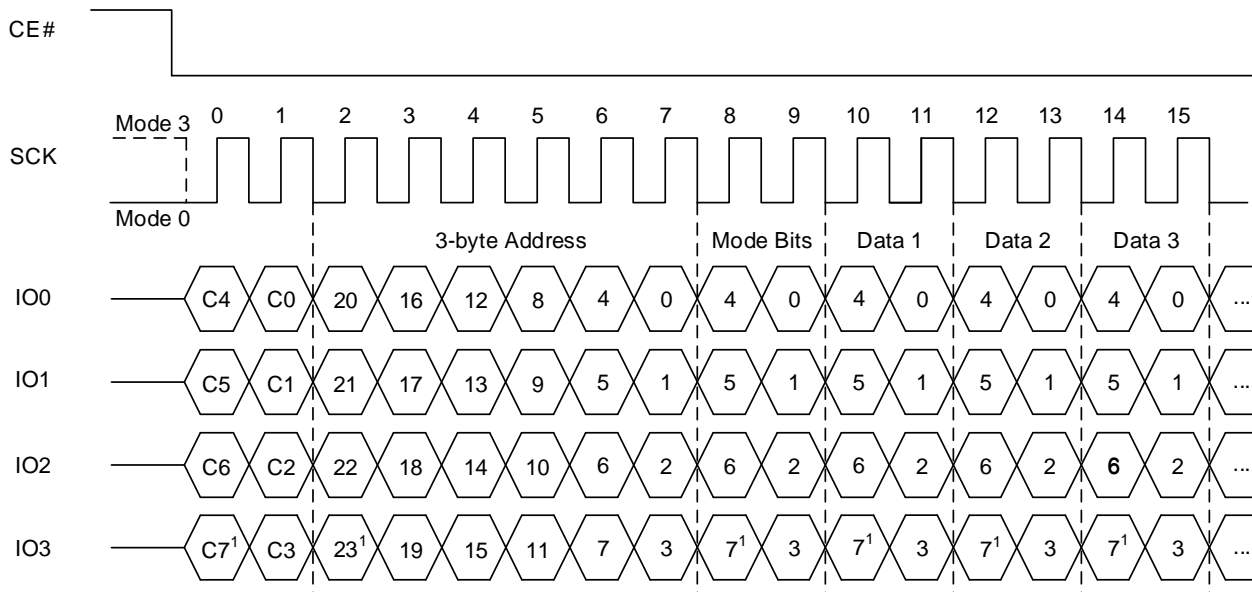 CE#
0 1 2 3 4 5 6 7 8 9 10 11 12 13 14 15
Mode 3
SCK
Mode 0
3-byte Address Mode Bits Data 1 Data 2 Data 3
IO0 C4 C0 20 16 12 8 4 0 4 0 4 0 4 0 4 0 ...
IO1 C5 C1 21 17 13 9 5 1 5 1 5 1 5 1 5 1 ...
IO2 C6 C2 22 18 14 10 6 2 6 2 6 2 6 2 6 2 ...
IO3 C7¹ C3 23¹ 19 15 11 7 3 7¹ 3 7¹ 3 7¹ 3 7¹ 3 ...